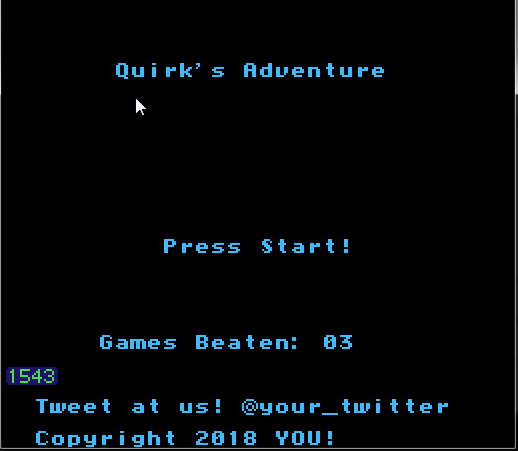 Quirk's Adventure
Press Start!
Games Beaten: 03
1543
Tweet at us! @your_twitter
Copyright 2018 YOU!